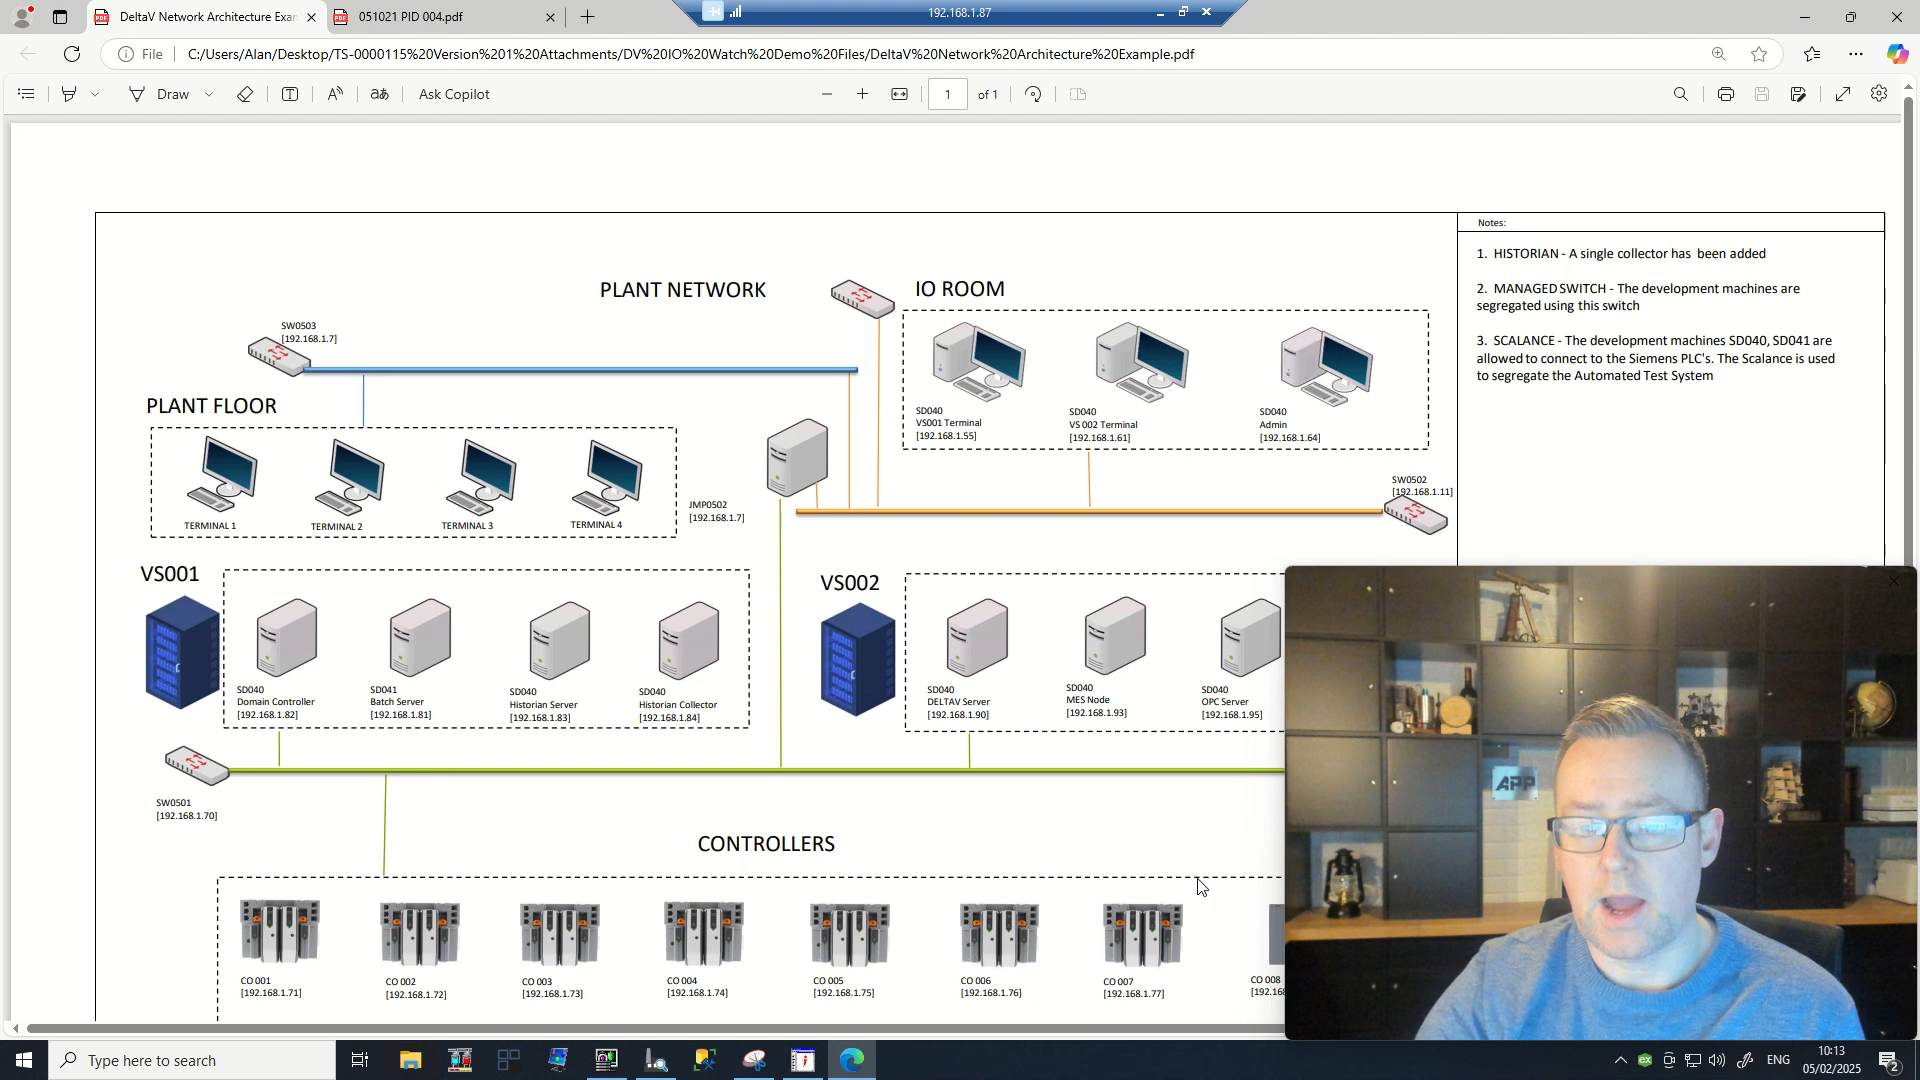 DeltaV Network Architecture Exan
051021 PID 004.pdf
192.168.1.87
File
C:/Users/Alan/Desktop/TS-0000115%20Version%201%20Attachments/DV%20IO%20Watch%20Demo%20Files/DeltaV%20Network%20Architecture%20Example.pdf
Draw
Ask Copilot
1
of 1
Notes:
1. HISTORIAN - A single collector has been added
2. MANAGED SWITCH - The development machines are
segregated using this switch
3. SCALANCE - The development machines SD040, SD041 are
allowed to connect to the Siemens PLC's. The Scalance is used
to segregate the Automated Test System
PLANT NETWORK
IO ROOM
SW0503
[192.168.1.7]
SD040
VS001 Terminal
[192.168.1.55]
SD040
VS 002 Terminal
[192.168.1.61]
SD040
Admin
[192.168.1.64]
PLANT FLOOR
TERMINAL 1
TERMINAL 2
TERMINAL 3
TERMINAL 4
JMP0502
[192.168.1.7]
SW0502
[192.168.1.11]
VS001
SD040
Domain Controller
[192.168.1.82]
SD041
Batch Server
[192.168.1.81]
SD040
Historian Server
[192.168.1.83]
SD040
Historian Collector
[192.168.1.84]
VS002
SD040
DELTAV Server
[192.168.1.90]
SD040
MES Node
[192.168.1.93]
SD040
OPC Server
[192.168.1.95]
SW0501
[192.168.1.70]
CONTROLLERS
CO 001
[192.168.1.71]
CO 002
[192.168.1.72]
CO 003
[192.168.1.73]
CO 004
[192.168.1.74]
CO 005
[192.168.1.75]
CO 006
[192.168.1.76]
CO 007
[192.168.1.77]
CO 008
[192.168
APP
Type here to search
ENG
10:13
05/02/2025
2